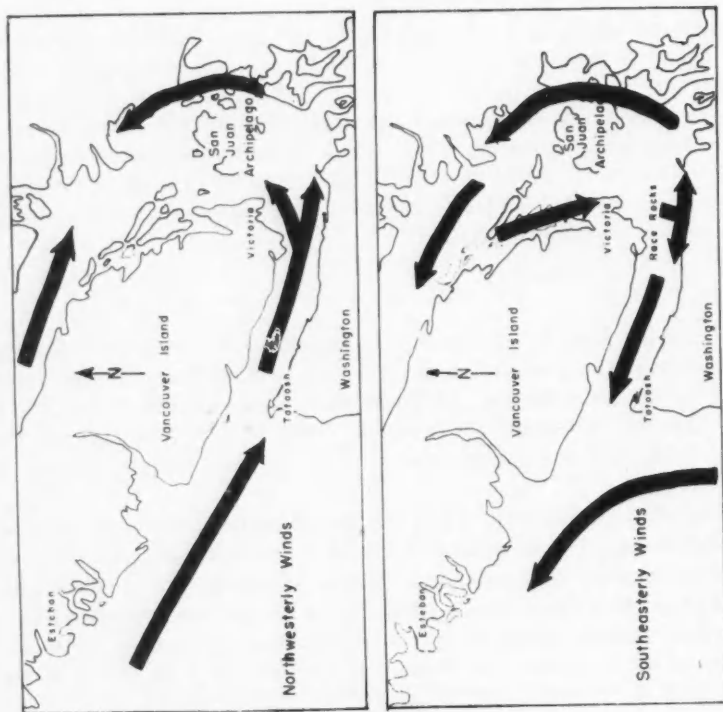 Estevan
Vancouver Island
N
Victoria
San
Juan
Archipelago
Tatoosh
Washington
Northwesterly Winds
Estevan
Vancouver Island
N
Victoria
San
Juan
Race Rocks
Tatoosh
Washington
Southeasterly Winds